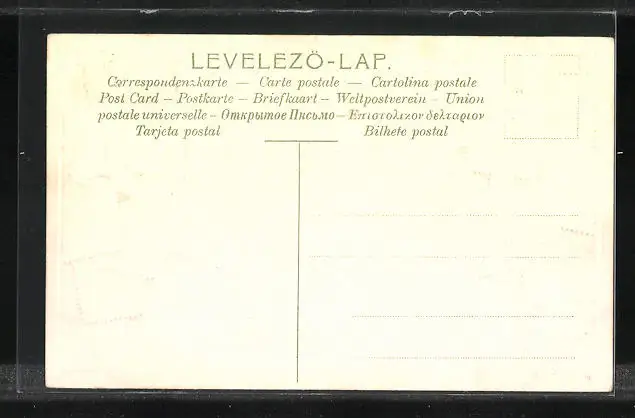 LEVELEZŐ-LAP.
Correspondenzkarte — Carte postale — Cartolina postale
Post Card – Postkarte – Briefkaart – Weltpostverein – Union
postale universelle – Открытое Письмо – Επιστολικον δελταριον
Tarjeta postal Bilhete postal